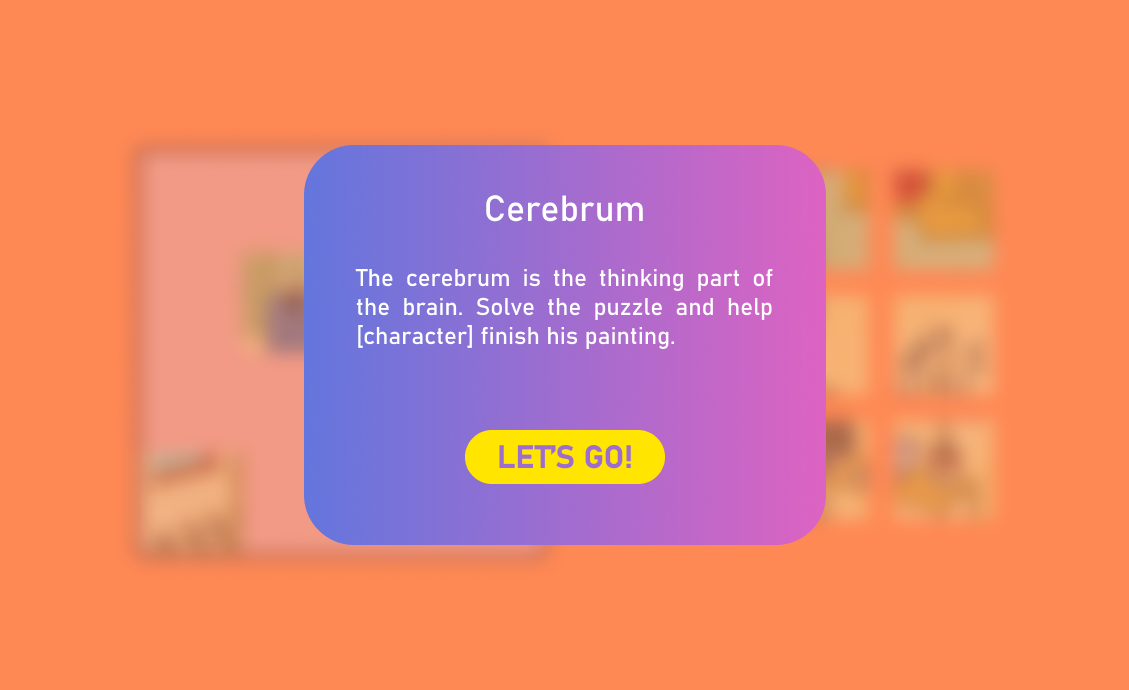 Cerebrum
The cerebrum is the thinking part of
the brain. Solve the puzzle and help
[character] finish his painting.
LET'S GO!